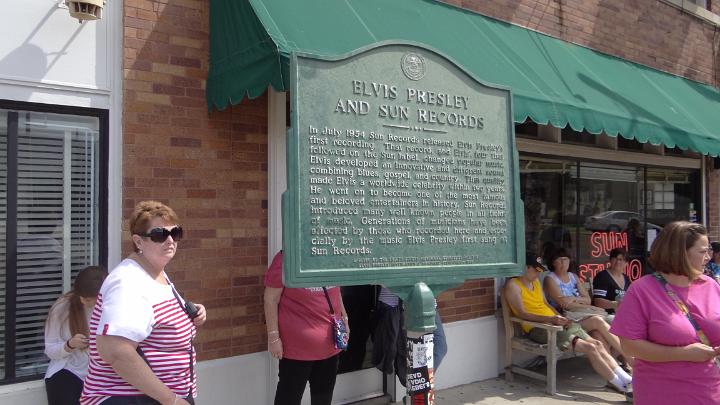 ELVIS PRESLEY
AND SUN RECORDS
In July 1954 Sun Records released Elvis Presley's
first recording. That record, and Elvis' four that
followed on the Sun label, changed popular music.
Elvis developed an innovative and different sound
combining blues, gospel, and country. This quality
made Elvis a worldwide celebrity within two years.
He went on to become one of the most famous
and beloved entertainers in history. Sun Records
introduced many well known people in all fields
of music. Generations of musicians have been
affected by those who recorded here and espe-
cially by the music Elvis Presley first sang at
Sun Records.
SUN
STUDIO